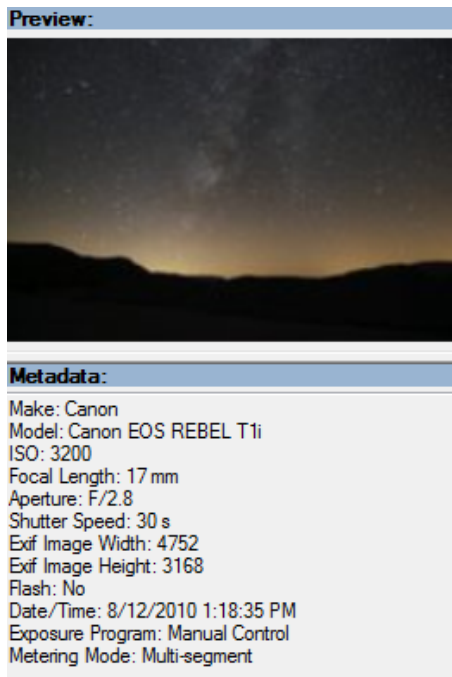 Preview:
Metadata:
Make: Canon
Model: Canon EOS REBEL T1i
ISO: 3200
Focal Length: 17 mm
Aperture: F/2.8
Shutter Speed: 30 s
Exif Image Width: 4752
Exif Image Height: 3168
Flash: No
Date/Time: 8/12/2010 1:18:35 PM
Exposure Program: Manual Control
Metering Mode: Multi-segment